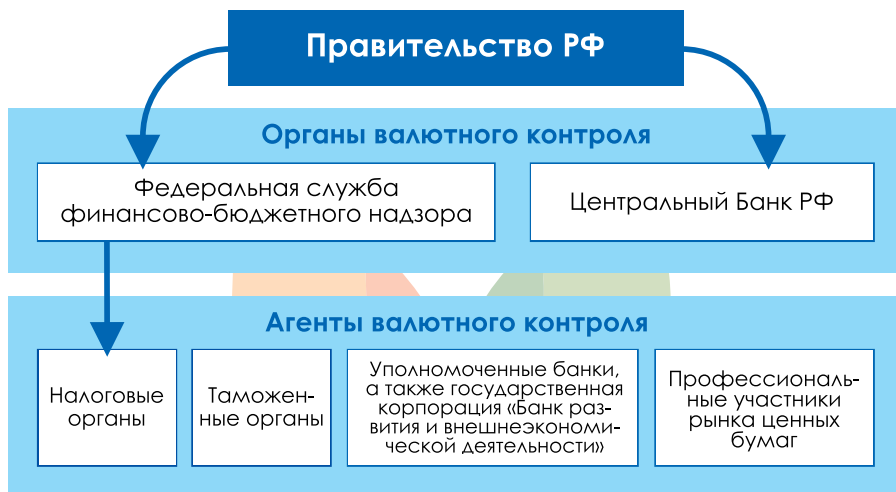 Правительство РФ
Органы валютного контроля
Федеральная служба
финансово-бюджетного надзора
Центральный Банк РФ
Агенты валютного контроля
Налоговые
органы
Таможен-
ные органы
Уполномоченные банки,
а также государственная
корпорация «Банк раз-
вития и внешнеэкономи-
ческой деятельности»
Профессиональ-
ные участники
рынка ценных
бумаг